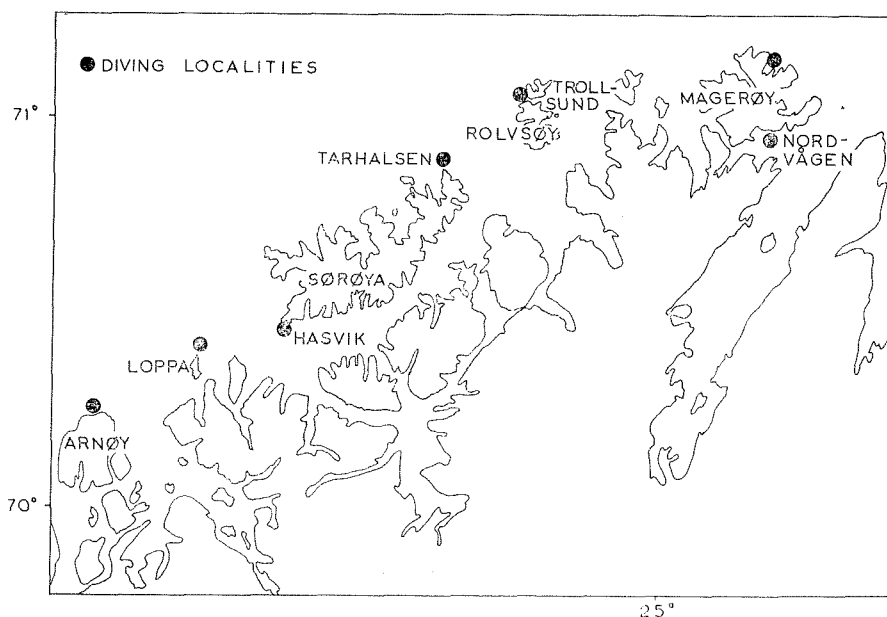 DIVING LOCALITIES
71°
TROLL-
SUND
MAGERØY
ROLVSØY
NORD-
VÅGEN
TARHALSEN
SØRØYA
HASVIK
LOPPA
ARNØY
70°
25°